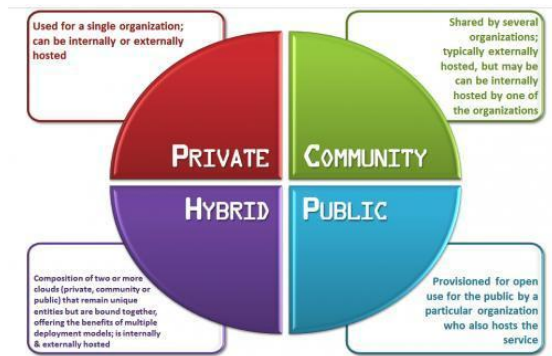 Used for a single organization;
can be internally or externally
hosted
Shared by several
organizations;
typically externally
hosted, but may be
can be internally
hosted by one of
the organizations
PRIVATE
COMMUNITY
HYBRID
PUBLIC
Composition of two or more
clouds (private, community or
public) that remain unique
entities but are bound together,
offering the benefits of multiple
deployment models; is internally
& externally hosted
Provisioned for open
use for the public by a
particular organization
who also hosts the
service